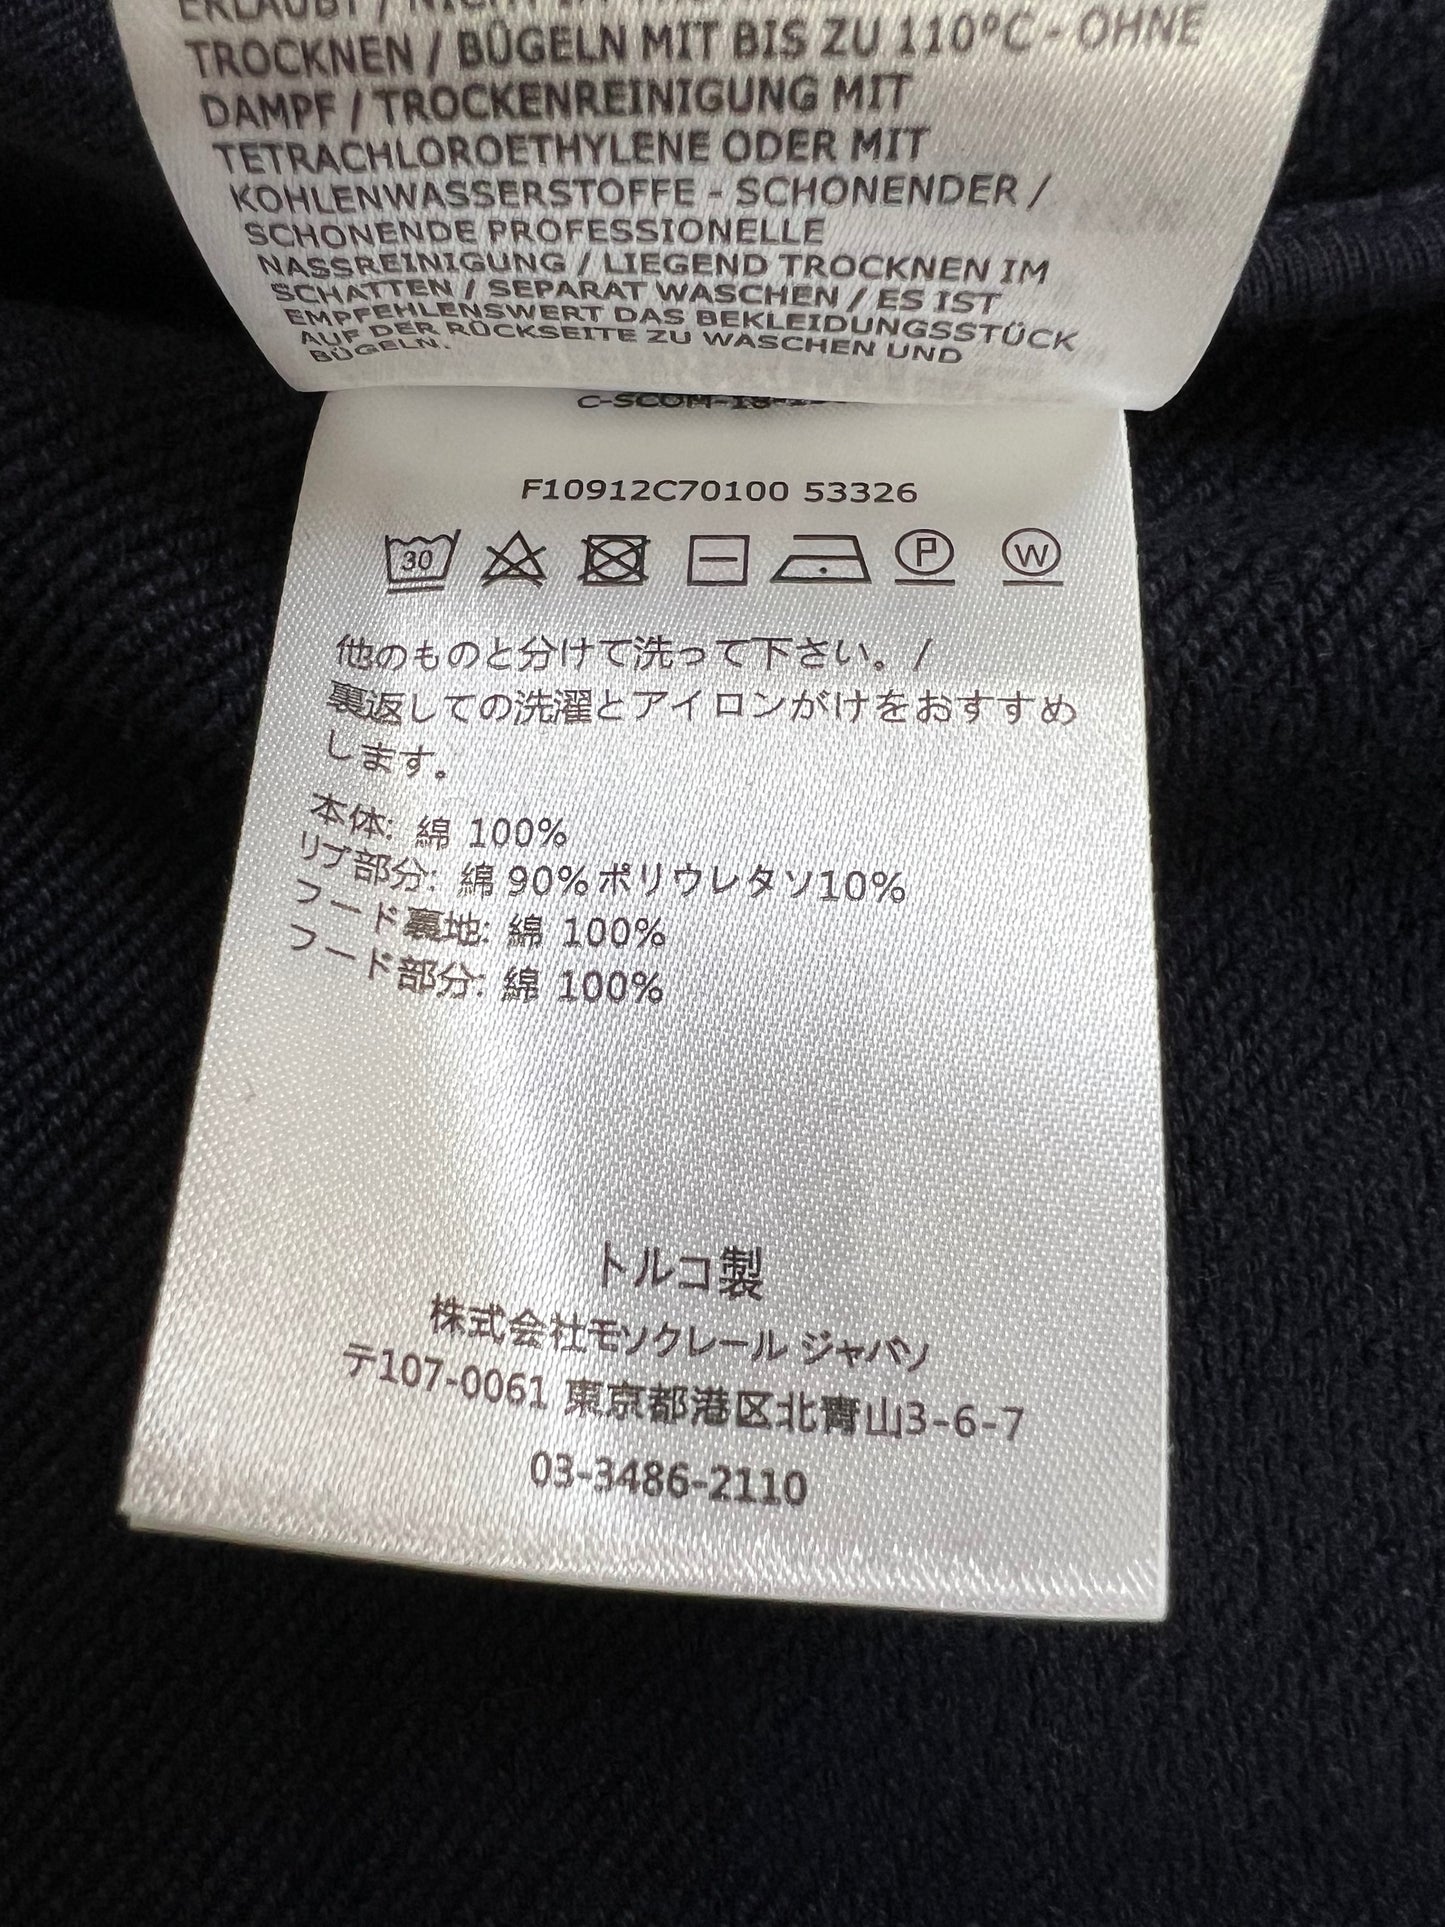 TROCKNEN / BÜGELN MIT BIS ZU 110°C - OHNE
DAMPF / TROCKENREINIGUNG MIT
TETRACHLOROETHYLENE ODER MIT
KOHLENWASSERSTOFFE - SCHONENDER /
SCHONENDE PROFESSIONELLE
NASSREINIGUNG / LIEGEND TROCKNEN IM
SCHATTEN / SEPARAT WASCHEN / ES IST
EMPFEHLENSWERT DAS BEKLEIDUNGSSTÜCK
AUF DER RÜCKSEITE ZU WASCHEN UND
BÜGELN.
F10912C70100 53326
30 P W
他のものと分けて洗って下さい。/
裏返しての洗濯とアイロンがけをおすすめ
します。
本体: 綿 100%
リブ部分: 綿 90%ポリウレタソ10%
フード裏地: 綿 100%
フード部分: 綿 100%
トルコ製
株式会社モソクレール ジャパソ
〒107-0061 東京都港区北青山3-6-7
03-3486-2110